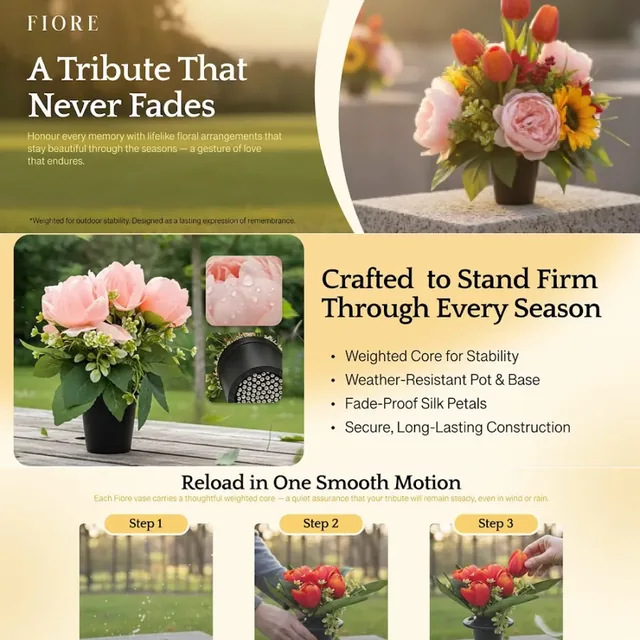 FIORE
A Tribute That
Never Fades
Honour every memory with lifelike floral arrangements that
stay beautiful through the seasons — a gesture of love
that endures.
*Weighted for outdoor stability. Designed as a lasting expression of remembrance.
Crafted to Stand Firm
Through Every Season
• Weighted Core for Stability
• Weather-Resistant Pot & Base
• Fade-Proof Silk Petals
• Secure, Long-Lasting Construction
Reload in One Smooth Motion
Each Fiore vase carries a thoughtful weighted core — a quiet assurance that your tribute will remain steady, even in wind or rain.
Step 1
Step 2
Step 3